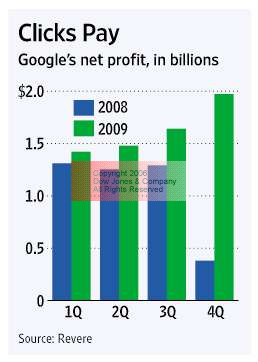 Clicks Pay
Google's net profit, in billions
$2.0
2008
2009
1.5
Copyright 2006
Dow Jones & Company
All Rights Reserved
1.0
0.5
0
1Q 2Q 3Q 4Q
Source: Revere